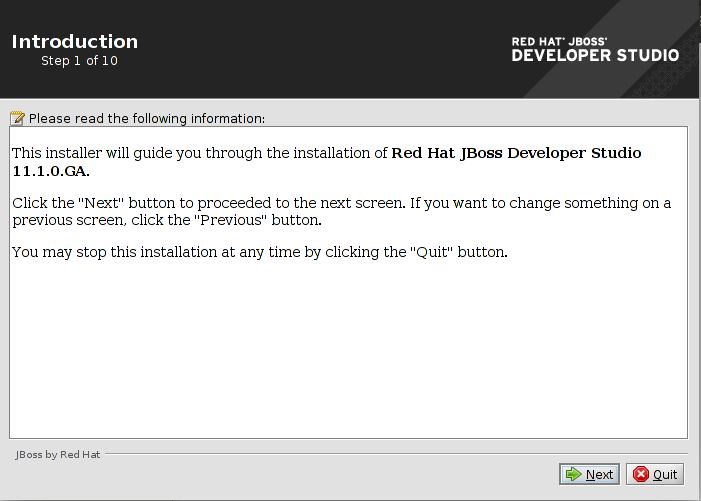 Introduction
Step 1 of 10
RED HAT® JBOSS®
DEVELOPER STUDIO
Please read the following information:
This installer will guide you through the installation of Red Hat JBoss Developer Studio
11.1.0.GA.
Click the "Next" button to proceeded to the next screen. If you want to change something on a
previous screen, click the "Previous" button.
You may stop this installation at any time by clicking the "Quit" button.
JBoss by Red Hat
Next
Quit